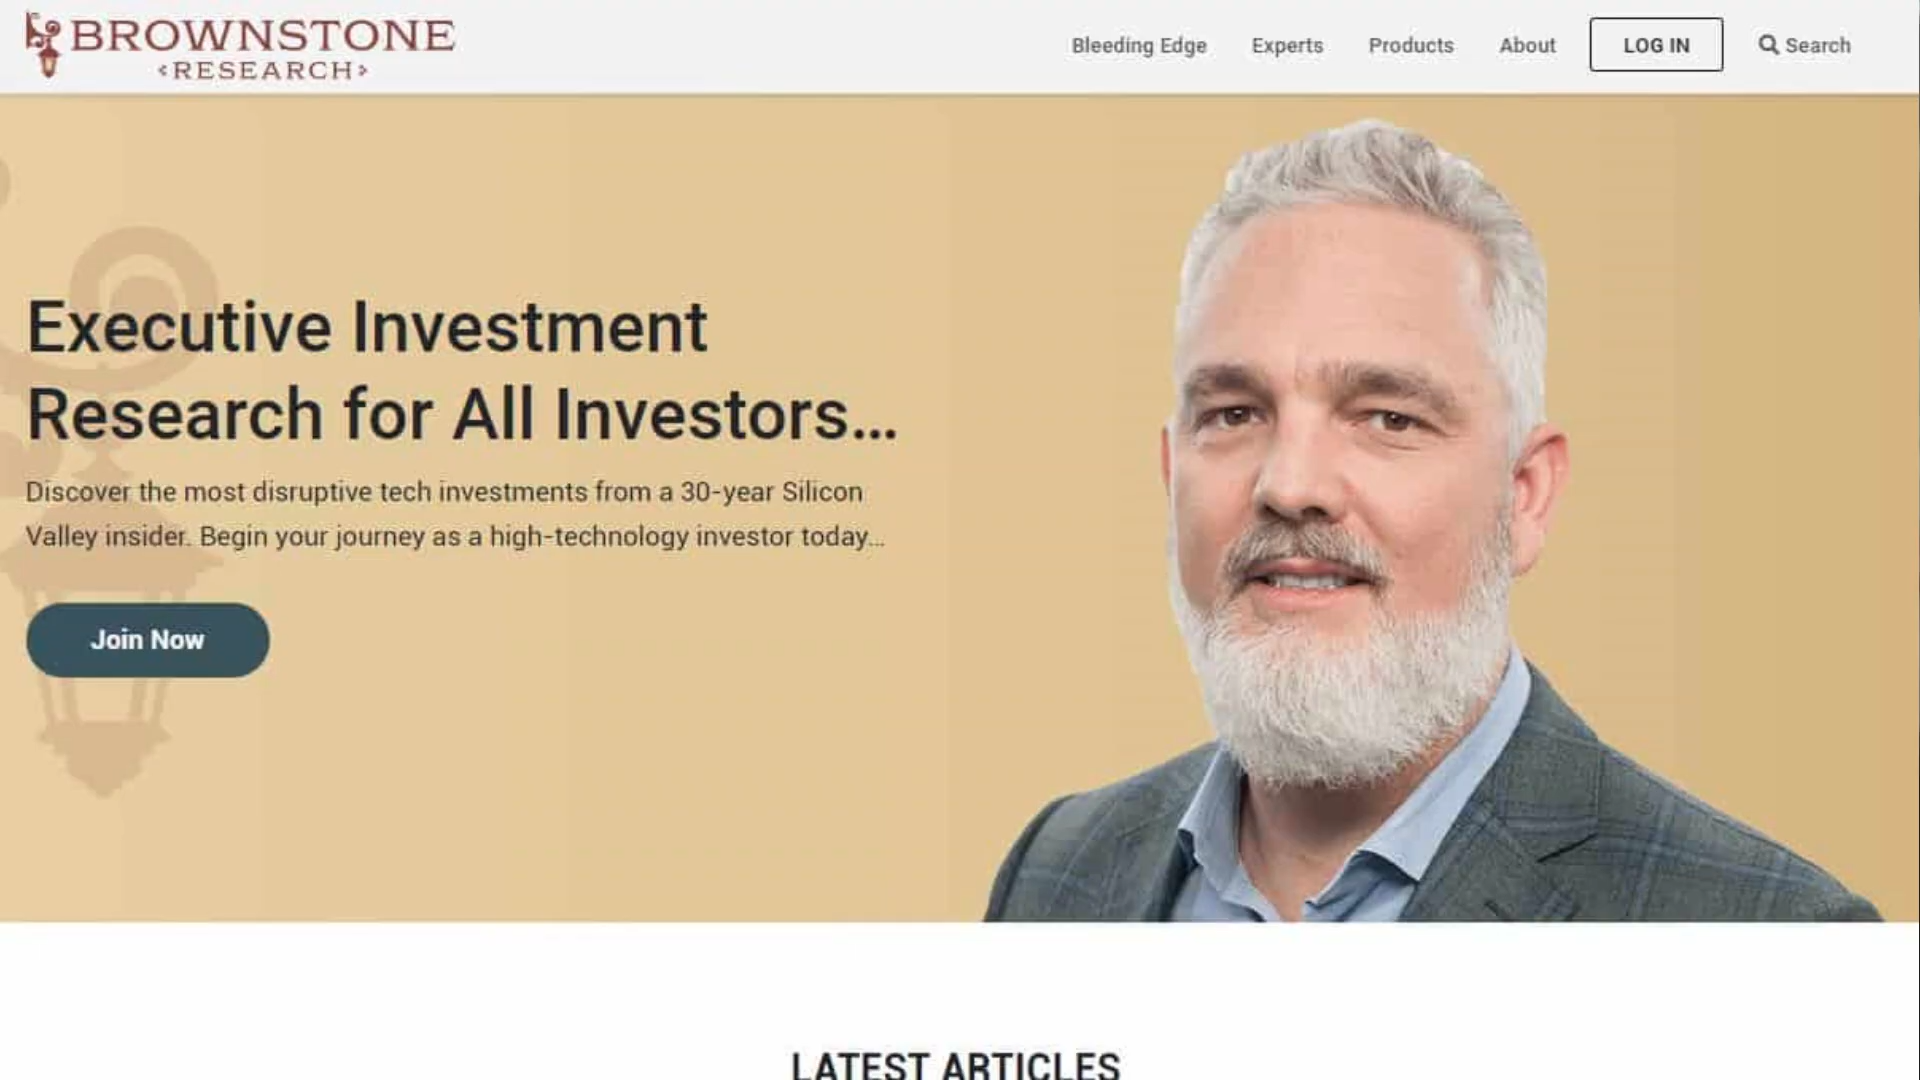 BROWNSTONE
RESEARCH
Bleeding Edge
Experts
Products
About
LOG IN
Search
Executive Investment
Research for All Investors...
Discover the most disruptive tech investments from a 30-year Silicon
Valley insider. Begin your journey as a high-technology investor today...
Join Now
LATEST ARTICLES